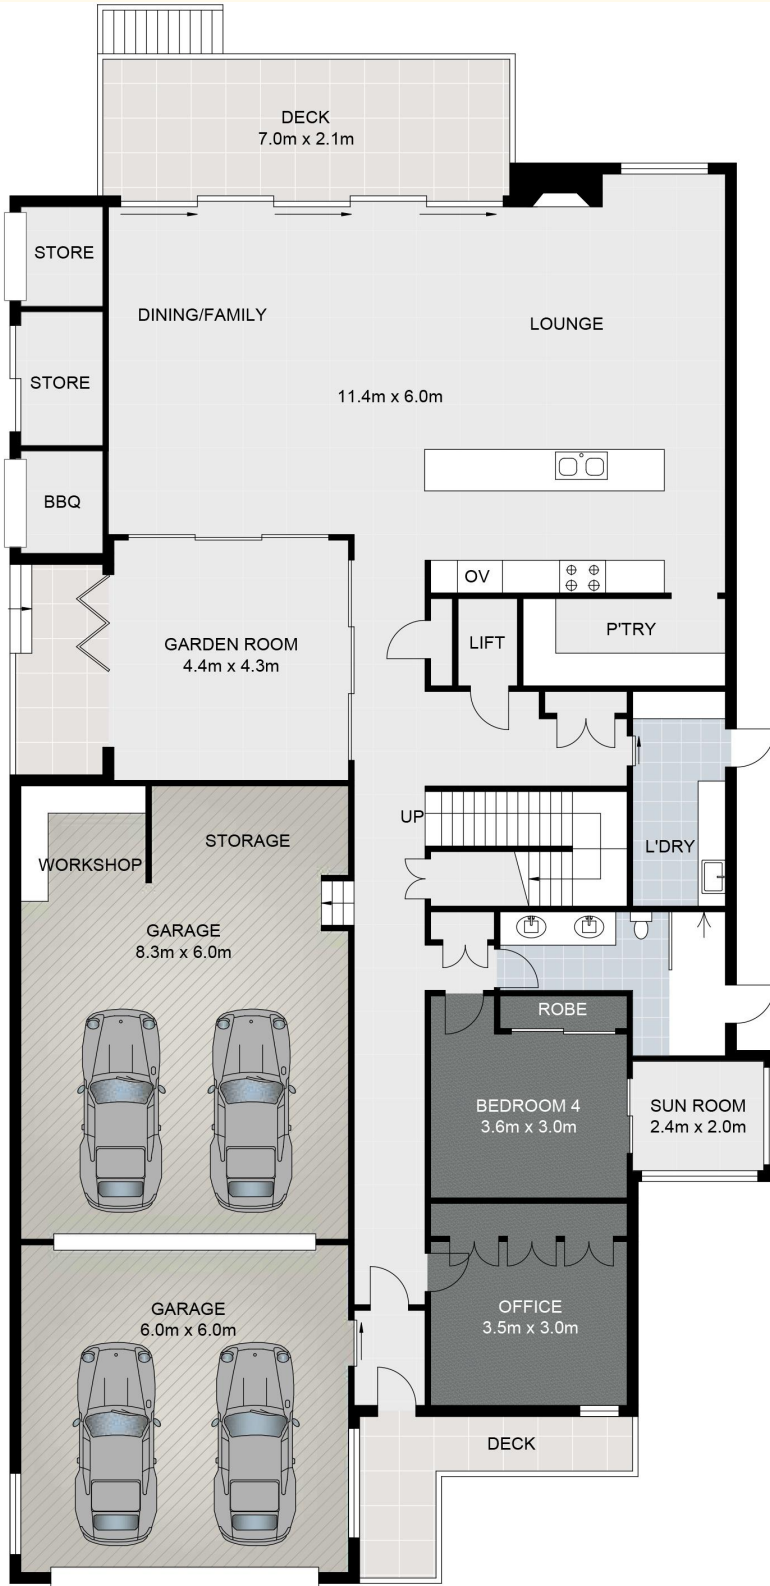 DECK
7.0m x 2.1m
STORE
DINING/FAMILY
LOUNGE
STORE
11.4m x 6.0m
BBQ
OV
GARDEN ROOM
4.4m x 4.3m
LIFT
P'TRY
UP
STORAGE
WORKSHOP
L'DRY
GARAGE
8.3m x 6.0m
ROBE
BEDROOM 4
3.6m x 3.0m
SUN ROOM
2.4m x 2.0m
GARAGE
6.0m x 6.0m
OFFICE
3.5m x 3.0m
DECK